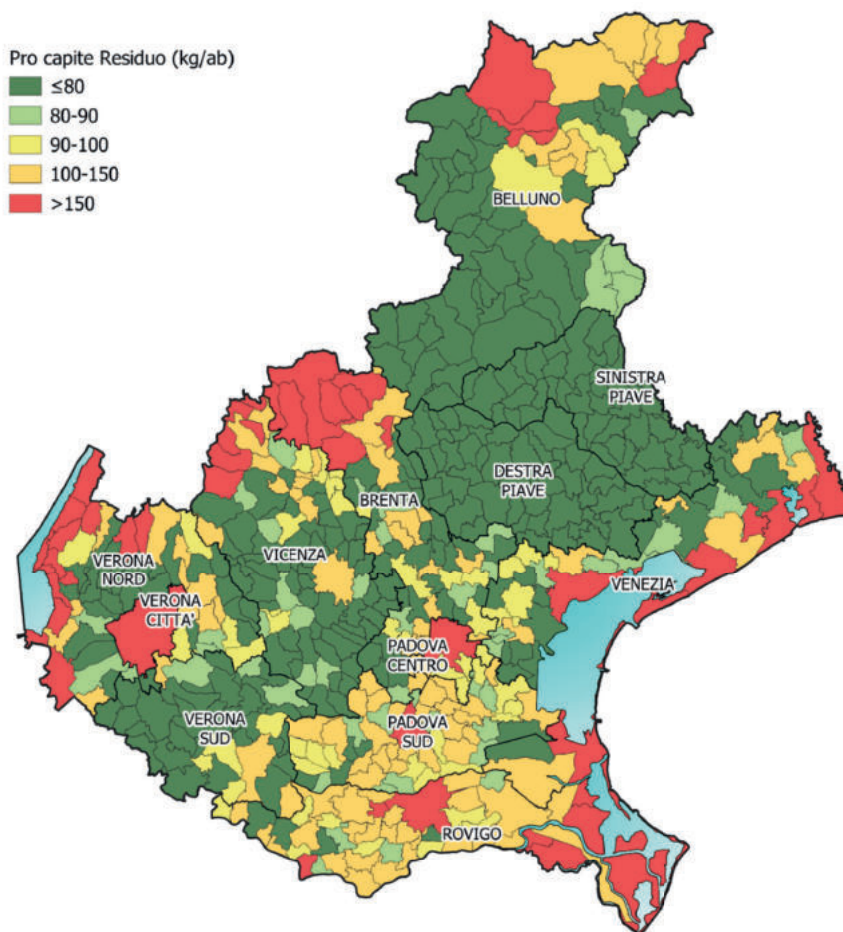 Pro capite Residuo (kg/ab)
≤80
80-90
90-100
100-150
>150
BELLUNO
SINISTRA
PIAVE
DESTRA
PIAVE
BRENTA
VICENZA
VERONA
NORD
VENEZIA
VERONA
CITTA'
PADOVA
CENTRO
VERONA
SUD
PADOVA
SUD
ROVIGO